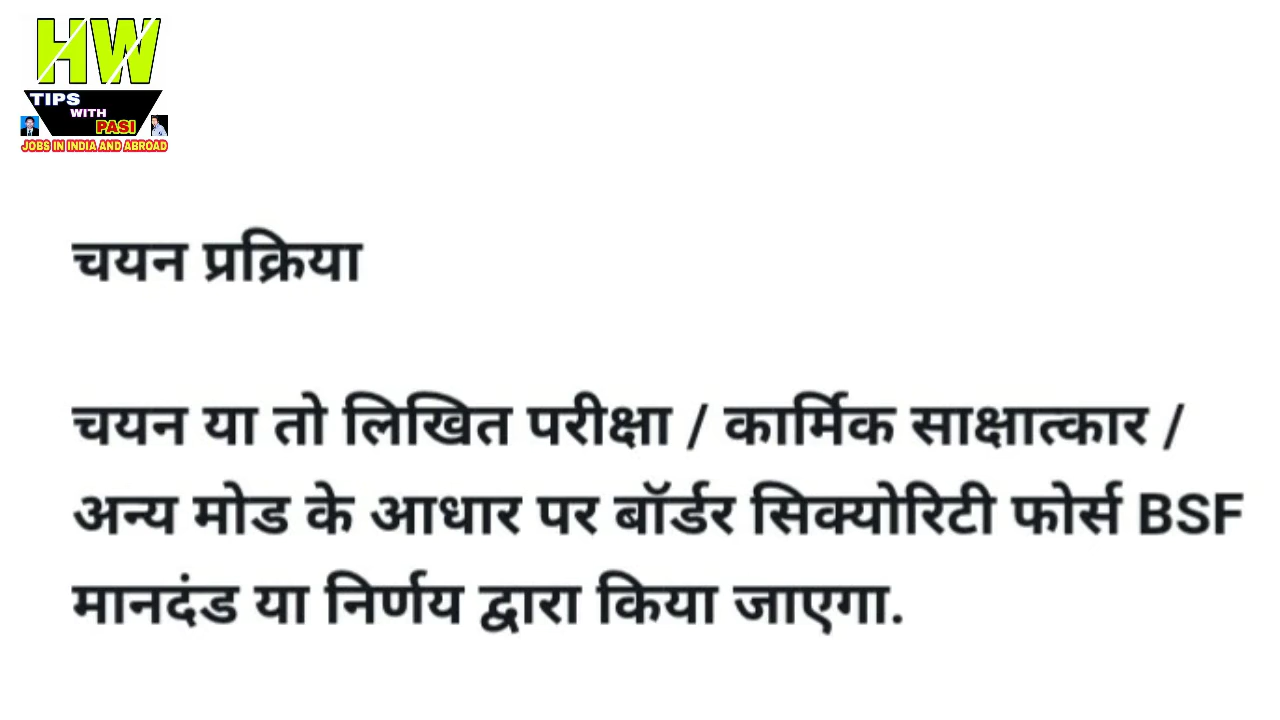 HW
TIPS
WITH
PASI
JOBS IN INDIA AND ABROAD
चयन प्रक्रिया
चयन या तो लिखित परीक्षा / कार्मिक साक्षात्कार /
अन्य मोड के आधार पर बॉर्डर सिक्योरिटी फोर्स BSF
मानदंड या निर्णय द्वारा किया जाएगा.